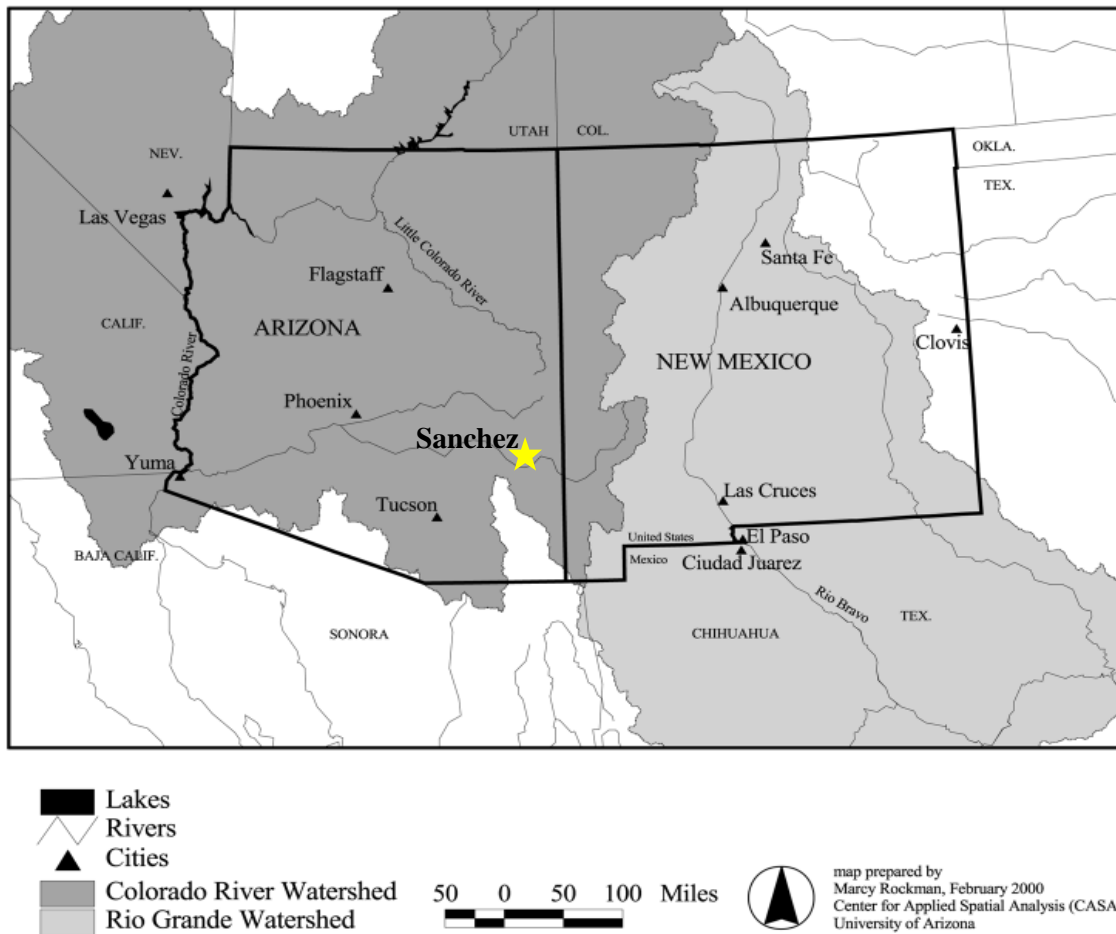 UTAH
COL.
OKLA.
NEV.
TEX.
Las Vegas
Little Colorado River
Santa Fe
Flagstaff
Albuquerque
CALIF.
ARIZONA
Clovis
Colorado River
NEW MEXICO
Phoenix
Sanchez
Yuma
Las Cruces
Tucson
United States
El Paso
BAJA CALIF.
Mexico
Ciudad Juarez
Rio Bravo
TEX.
SONORA
CHIHUAHUA
Lakes
Rivers
Cities
Colorado River Watershed
Rio Grande Watershed
50 0 50 100 Miles
map prepared by
Marcy Rockman, February 2000
Center for Applied Spatial Analysis (CASA
University of Arizona